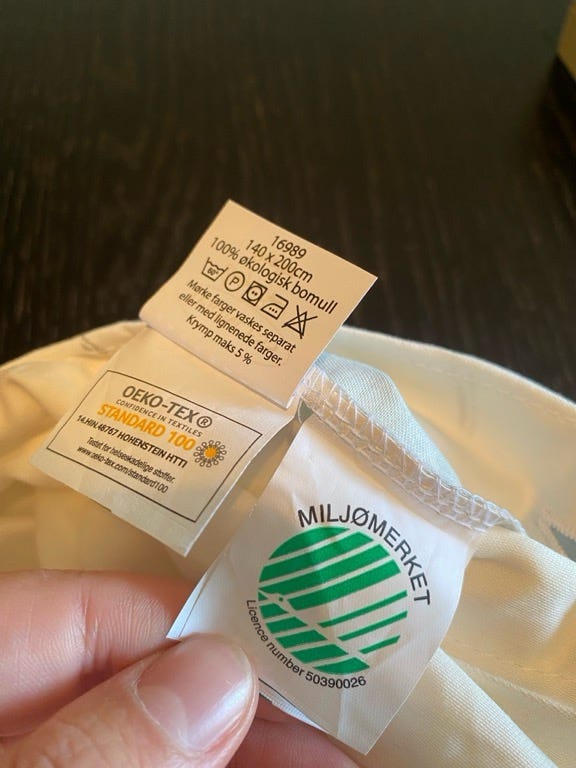 16989
140 x 200cm
100% økologisk bomull
60°
P
Mørke farger vaskes separat
eller med lignenede farger.
Krymp maks 5 %
OEKO-TEX®
CONFIDENCE IN TEXTILES
STANDARD 100
14.HIN.48767 HOHENSTEIN HTTI
Testet for helseskadelige stoffer.
www.oeko-tex.com/standard100
MILJØMERKET
Licence number 50390026